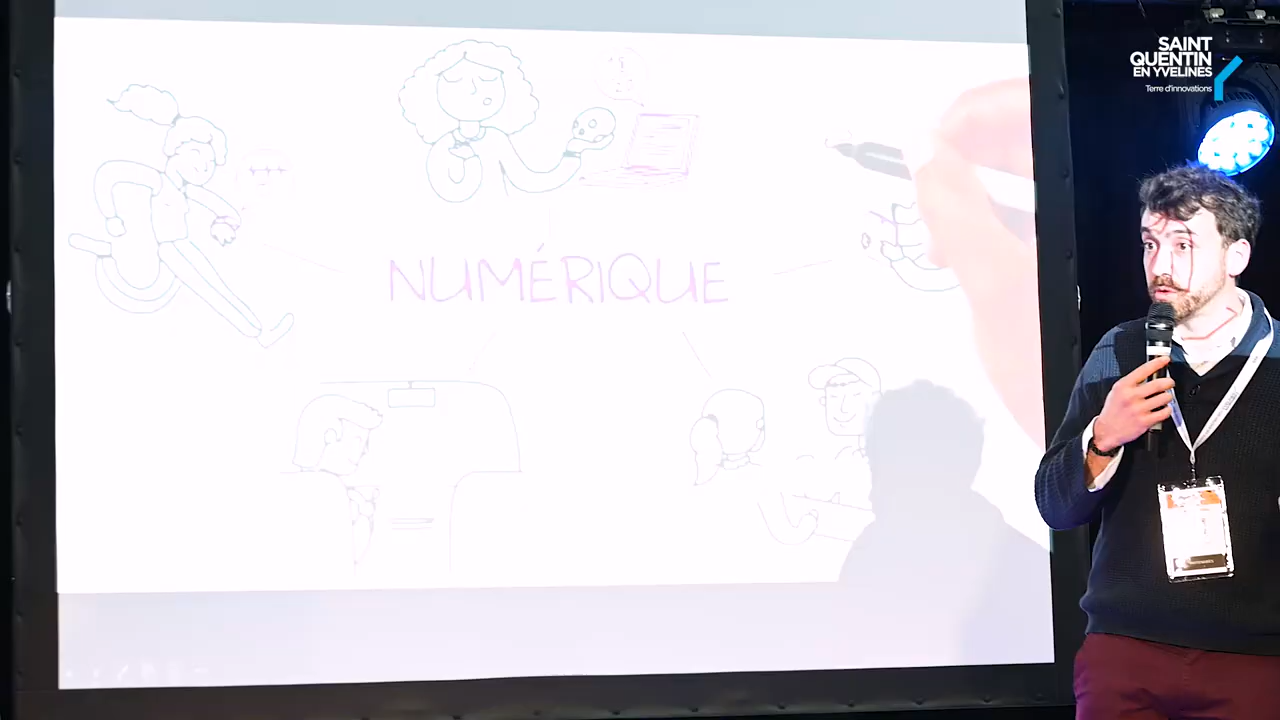 SAINT
QUENTIN
EN YVELINES
Terre d'innovations
NUMÉRIQUE